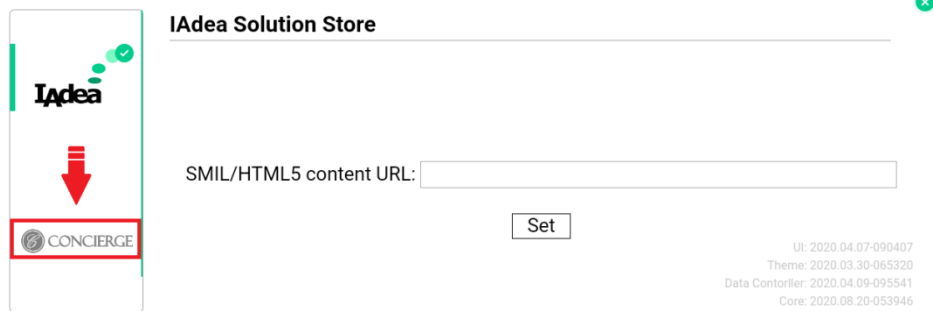 IAdea Solution Store
IAdea
SMIL/HTML5 content URL:
Set
CONCIERGE
UI: 2020.04.07-090407
Theme: 2020.03.30-065320
Data Contorller: 2020.04.09-095541
Core: 2020.08.20-053946